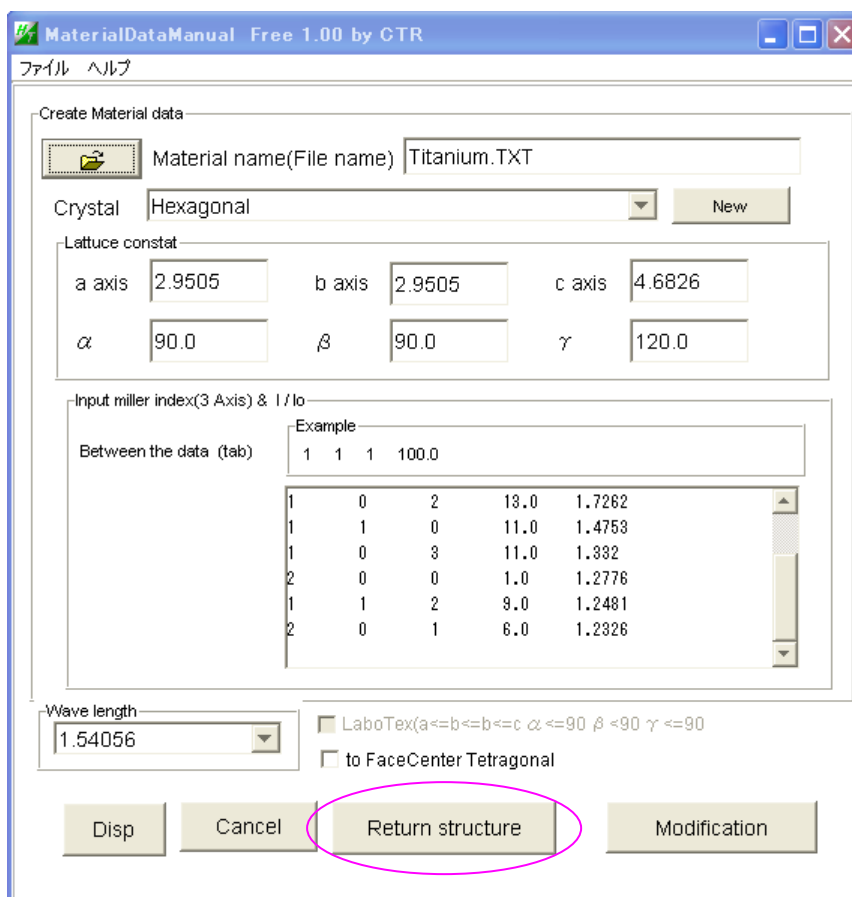 MaterialDataManual Free 1.00 by CTR
ファイル ヘルプ
Create Material data
Material name(File name) Titanium.TXT
Crystal Hexagonal New
Lattuce constat
a axis 2.9505 b axis 2.9505 c axis 4.6826
α 90.0 β 90.0 γ 120.0
Input miller index(3 Axis) & I / Io
Example
Between the data (tab) 1 1 1 100.0
1 0 2 13.0 1.7262
1 1 0 11.0 1.4753
1 0 3 11.0 1.332
2 0 0 1.0 1.2776
1 1 2 9.0 1.2481
2 0 1 6.0 1.2326
Wave length
1.54056
LaboTex(a<=b<=b<=c α<=90 β<90 γ<=90
to FaceCenter Tetragonal
Disp Cancel Return structure Modification